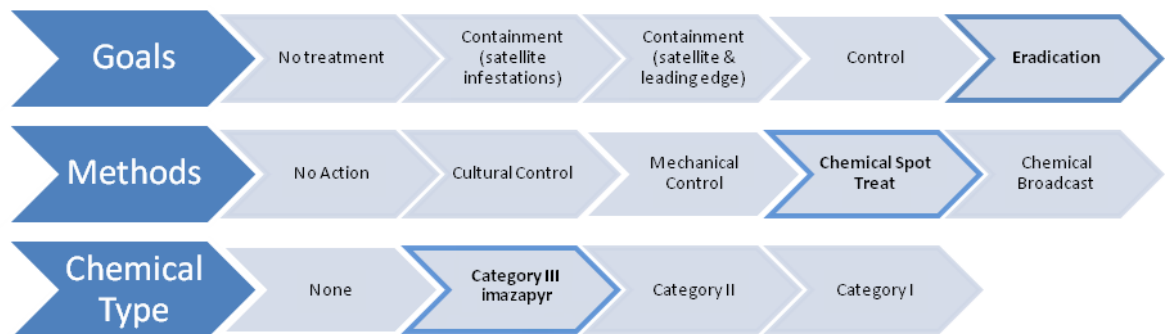 Goals
No treatment
Containment
(satellite
infestations)
Containment
(satellite &
leading edge)
Control
Eradication
Methods
No Action
Cultural Control
Mechanical
Control
Chemical Spot
Treat
Chemical
Broadcast
Chemical
Type
None
Category III
imazapyr
Category II
Category I